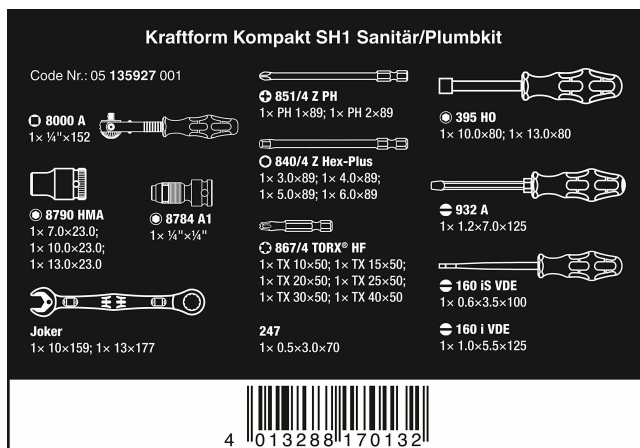 Kraftform Kompakt SH1 Sanitär/Plumbkit
Code Nr.: 05 135927 001
8000 A
1× ¼"×152
8790 HMA
1× 7.0×23.0;
1× 10.0×23.0;
1× 13.0×23.0
8784 A1
1× ¼"×¼"
Joker
1× 10×159; 1× 13×177
851/4 Z PH
1× PH 1×89; 1× PH 2×89
840/4 Z Hex-Plus
1× 3.0×89; 1× 4.0×89;
1× 5.0×89; 1× 6.0×89
867/4 TORX® HF
1× TX 10×50; 1× TX 15×50;
1× TX 20×50; 1× TX 25×50;
1× TX 30×50; 1× TX 40×50
247
1× 0.5×3.0×70
395 HO
1× 10.0×80; 1× 13.0×80
932 A
1× 1.2×7.0×125
160 iS VDE
1× 0.6×3.5×100
160 i VDE
1× 1.0×5.5×125
4 013288 170132